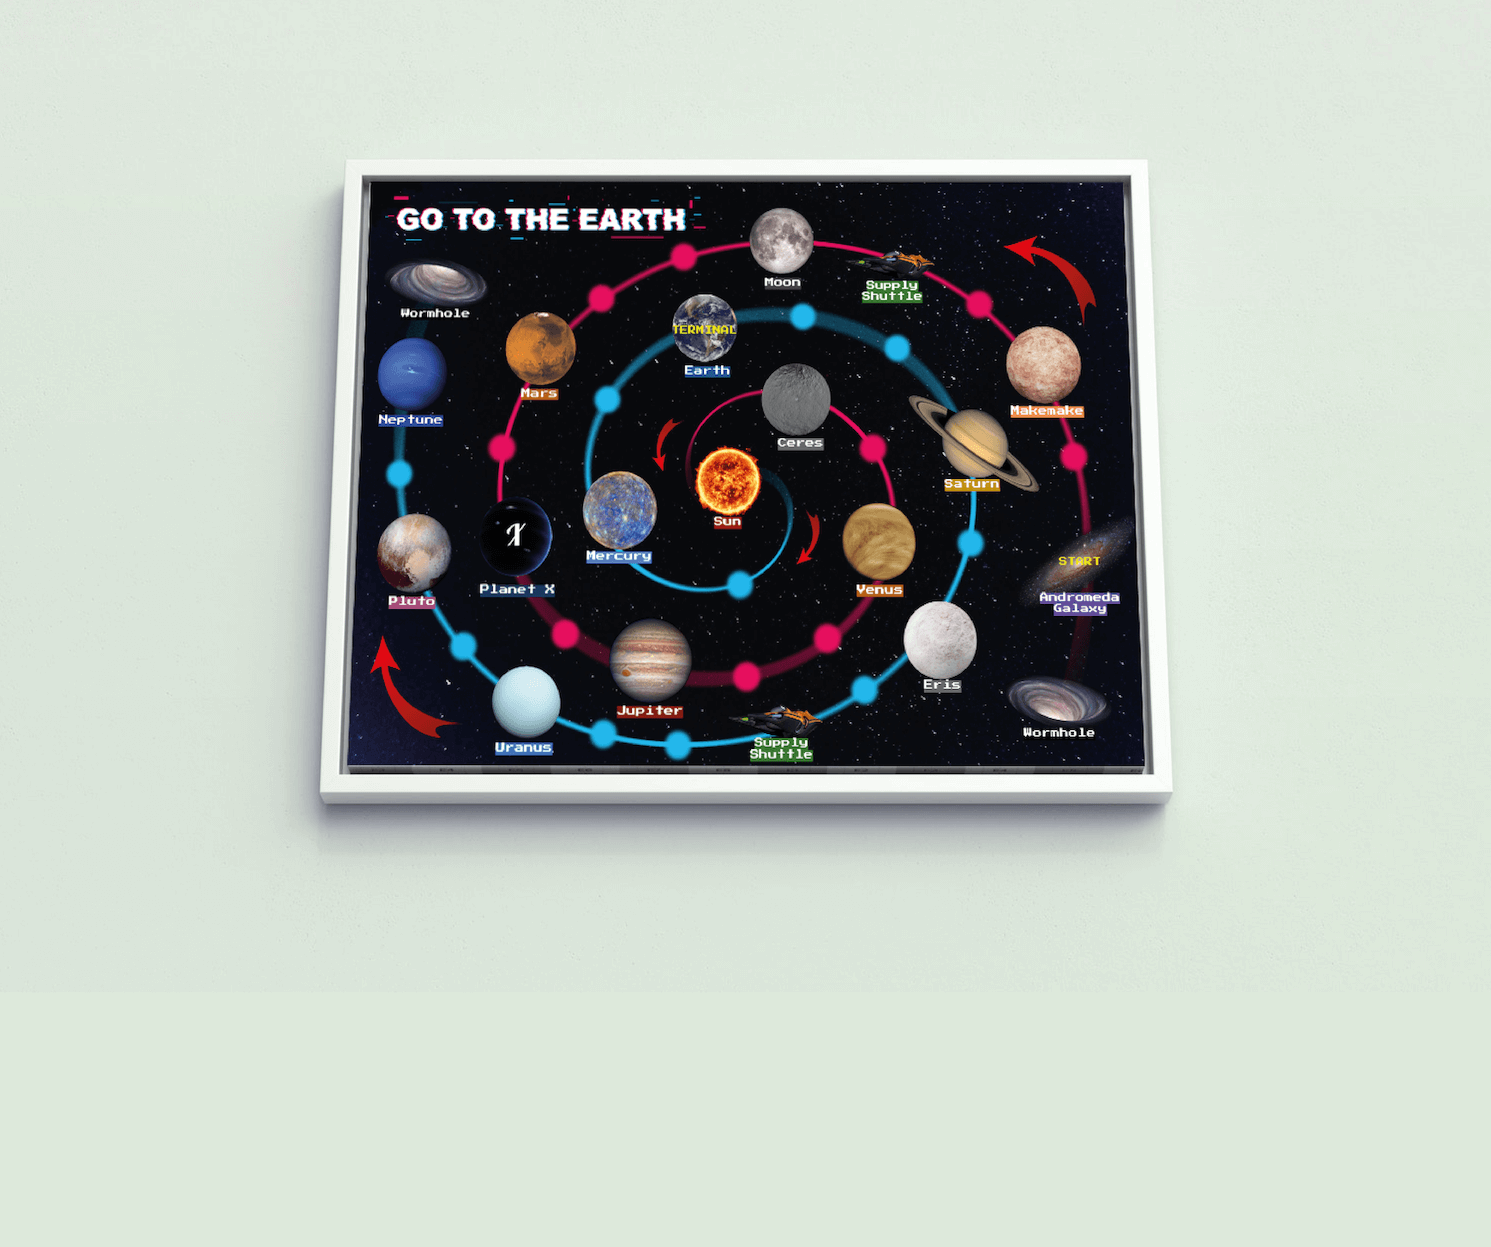 GO TO THE EARTH
Moon
Supply
Shuttle
Wormhole
TERMINAL
Earth
Mars
Makemake
Neptune
Ceres
Saturn
Sun
Mercury
START
Planet X
Venus
Andromeda
Galaxy
Pluto
Eris
Jupiter
Wormhole
Uranus
Supply
Shuttle